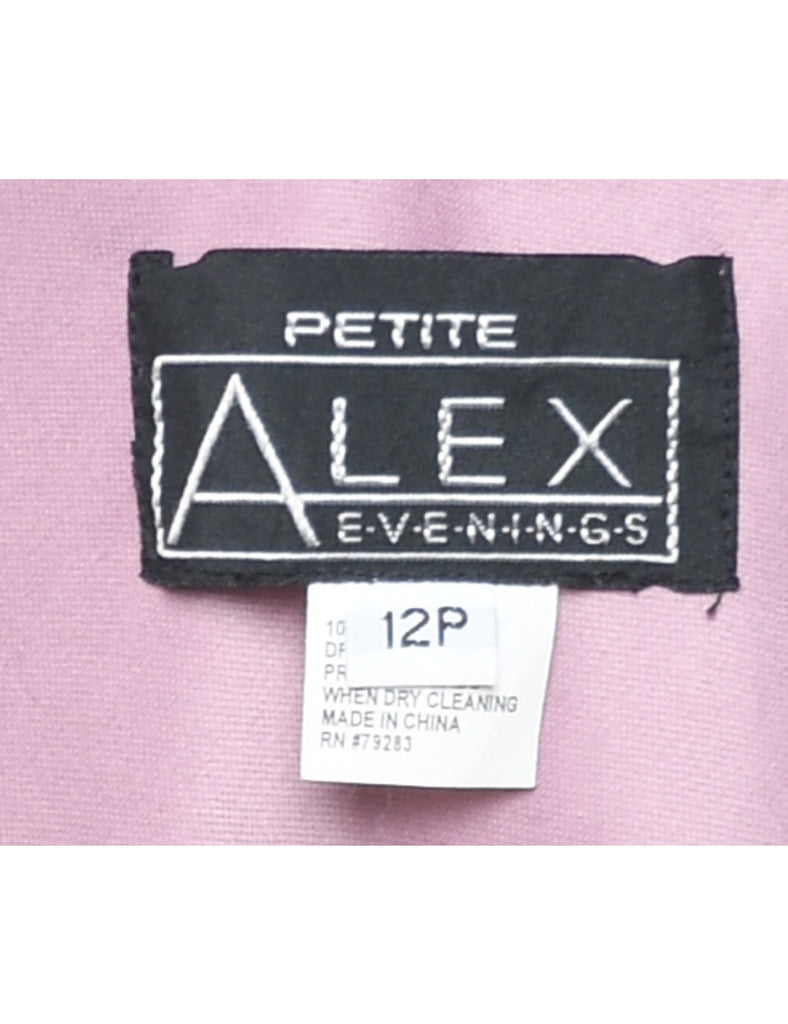 PETITE
ALEX
E-V-E-N-I-N-G-S
12P
WHEN DRY CLEANING
MADE IN CHINA
RN #79283